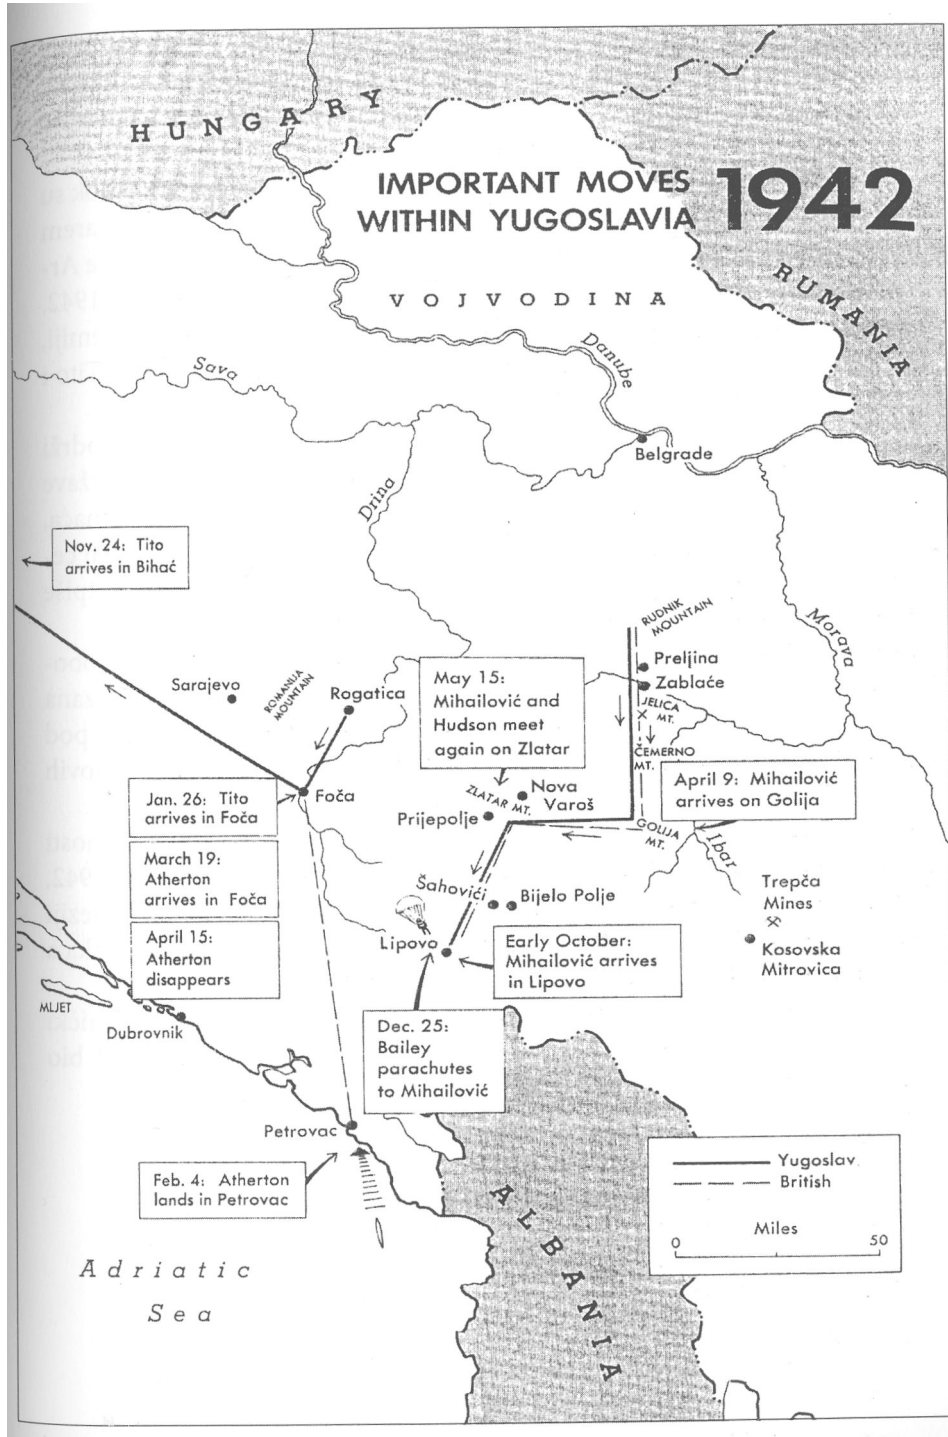 HUNGARY
IMPORTANT MOVES
WITHIN YUGOSLAVIA
1942
RUMANIA
VOJVODINA
Sava
Danube
Belgrade
Drina
Nov. 24: Tito
arrives in Bihać
Morava
RUDNIK
MOUNTAIN
Preljina
Zablaće
JELICA
MT.
ČEMERNO
MT.
Sarajevo
ROMANIJA
MOUNTAIN
Rogatica
May 15:
Mihailović and
Hudson meet
again on Zlatar
April 9: Mihailović
arrives on Golija
Jan. 26: Tito
arrives in Foča
Foča
ZLATAR MT.
Nova
Varoš
Prijepolje
GOLIJA
MT.
Ibar
March 19:
Atherton
arrives in Foča
Šahovići
Bijelo Polje
Trepča
Mines
Kosovska
Mitrovica
April 15:
Atherton
disappears
Lipovo
Early October:
Mihailović arrives
in Lipovo
MLJET
Dubrovnik
Dec. 25:
Bailey
parachutes
to Mihailović
Petrovac
Feb. 4: Atherton
lands in Petrovac
ALBANIA
Yugoslav
British
Miles
0 50
Adriatic
Sea